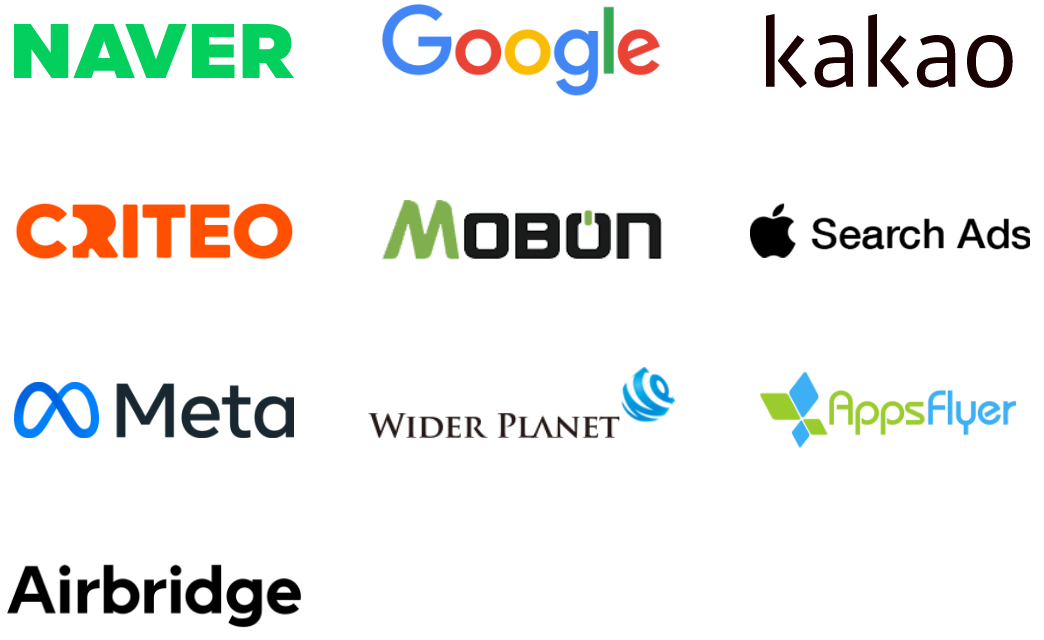 NAVER
Google
kakao
CRITEO
MOBON
Search Ads
Meta
WIDER PLANET
AppsFlyer
Airbridge